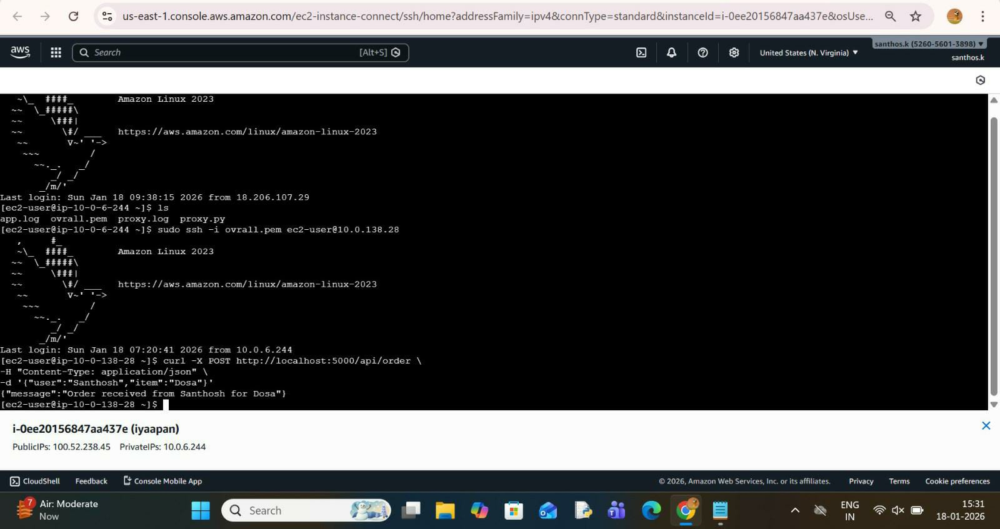 us-east-1.console.aws.amazon.com/ec2-instance-connect/ssh/home?addressFamily=ipv4&connType=standard&instanceId=i-0ee20156847aa437e&osUse...
aws
Search
[Alt+S]
United States (N. Virginia) ▼
santhos.k (5260-5601-3898) ▼
santhos.k
   ~\_  ####_        Amazon Linux 2023
  ~~  \_#####\
  ~~     \###|
  ~~       \#/ ___   https://aws.amazon.com/linux/amazon-linux-2023
   ~~       V~' '->
    ~~~         /
      ~~._.   _/
         _/ _/
       _/m/'
Last login: Sun Jan 18 09:38:15 2026 from 18.206.107.29
[ec2-user@ip-10-0-6-244 ~]$ ls
app.log  ovrall.pem  proxy.log  proxy.py
[ec2-user@ip-10-0-6-244 ~]$ sudo ssh -i ovrall.pem ec2-user@10.0.138.28
   ,     #_
   ~\_  ####_        Amazon Linux 2023
  ~~  \_#####\
  ~~     \###|
  ~~       \#/ ___   https://aws.amazon.com/linux/amazon-linux-2023
   ~~       V~' '->
    ~~~         /
      ~~._.   _/
         _/ _/
       _/m/'
Last login: Sun Jan 18 07:20:41 2026 from 10.0.6.244
[ec2-user@ip-10-0-138-28 ~]$ curl -X POST http://localhost:5000/api/order \
-H "Content-Type: application/json" \
-d '{"user":"Santhosh","item":"Dosa"}'
{"message":"Order received from Santhosh for Dosa"}
[ec2-user@ip-10-0-138-28 ~]$
i-0ee20156847aa437e (iyaapan)
PublicIPs: 100.52.238.45 PrivateIPs: 10.0.6.244
CloudShell Feedback Console Mobile App © 2026, Amazon Web Services, Inc. or its affiliates. Privacy Terms Cookie preferences
7
Air: Moderate
Now
Search
ENG
IN
15:31
18-01-2026